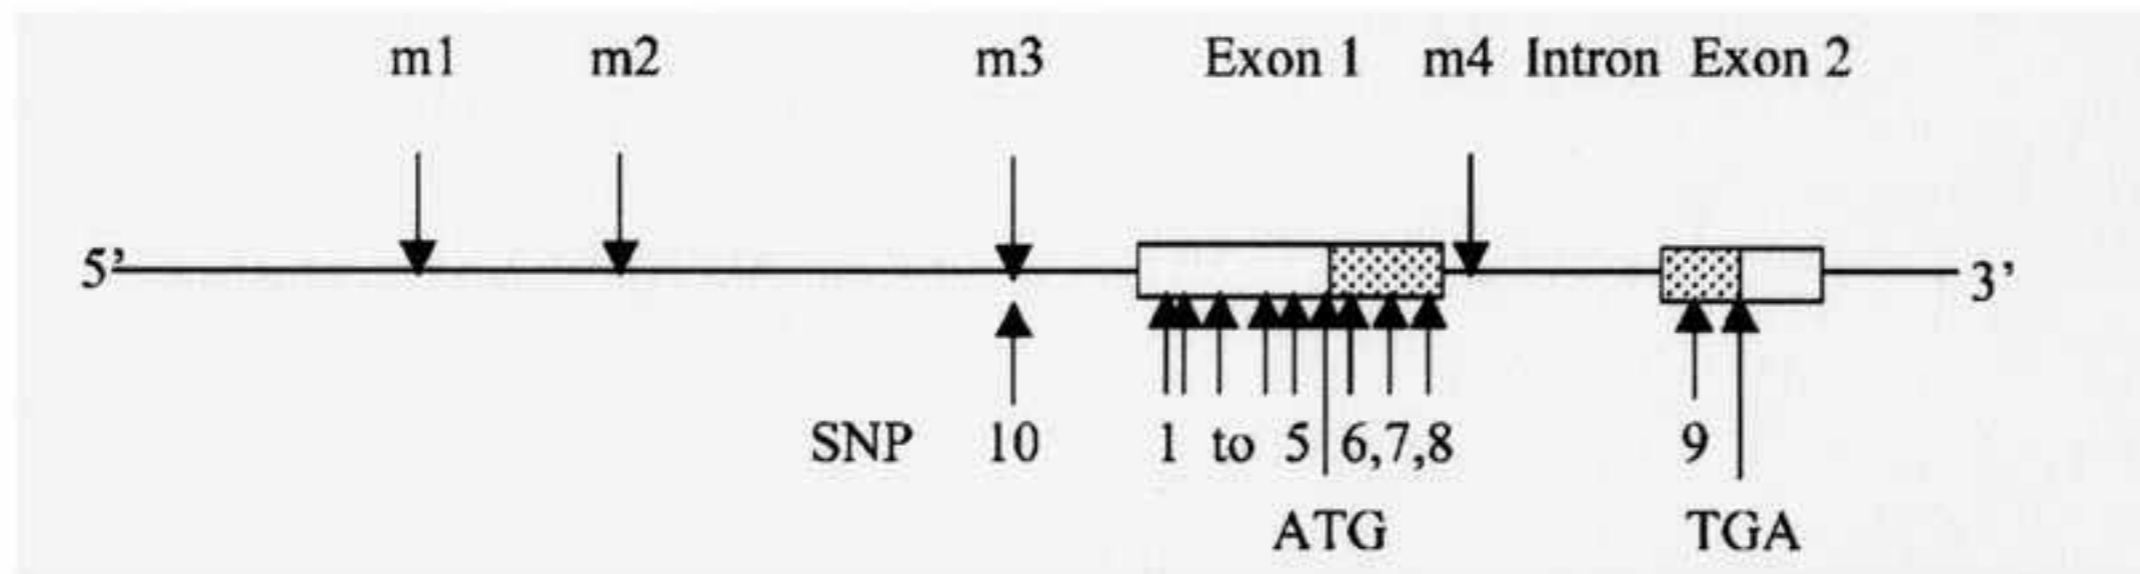 m1 m2 m3 Exon 1 m4 Intron Exon 2
5’ 3’
SNP 10 1 to 5 6,7,8 9
ATG TGA